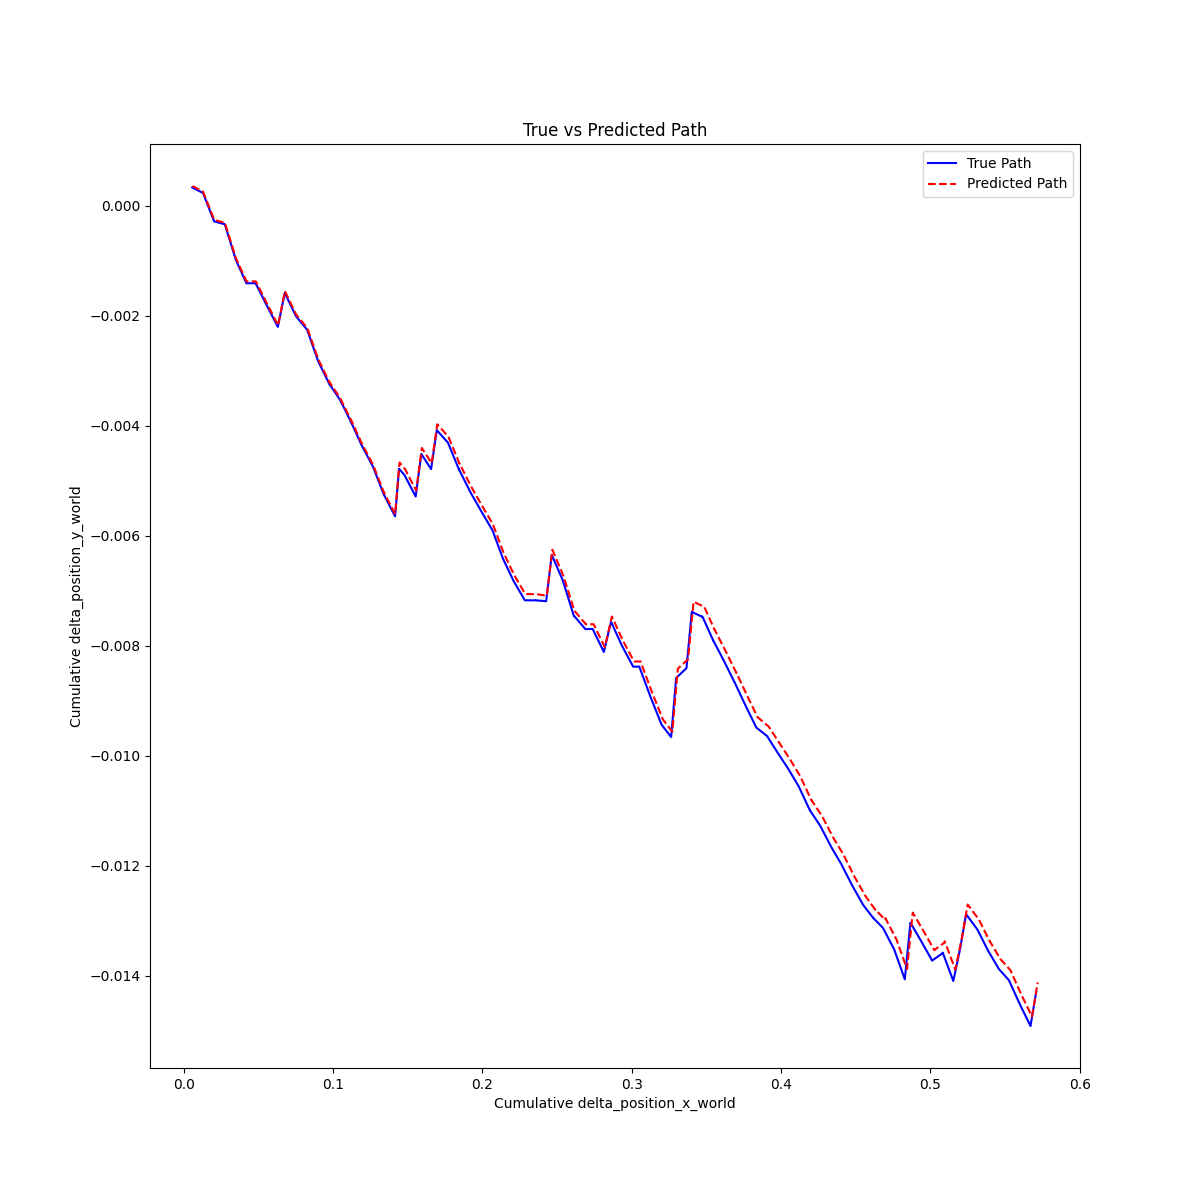 True vs Predicted Path
True Path
Predicted Path
0.000
−0.002
−0.004
−0.006
−0.008
−0.010
−0.012
−0.014
Cumulative delta_position_y_world
0.0 0.1 0.2 0.3 0.4 0.5 0.6
Cumulative delta_position_x_world